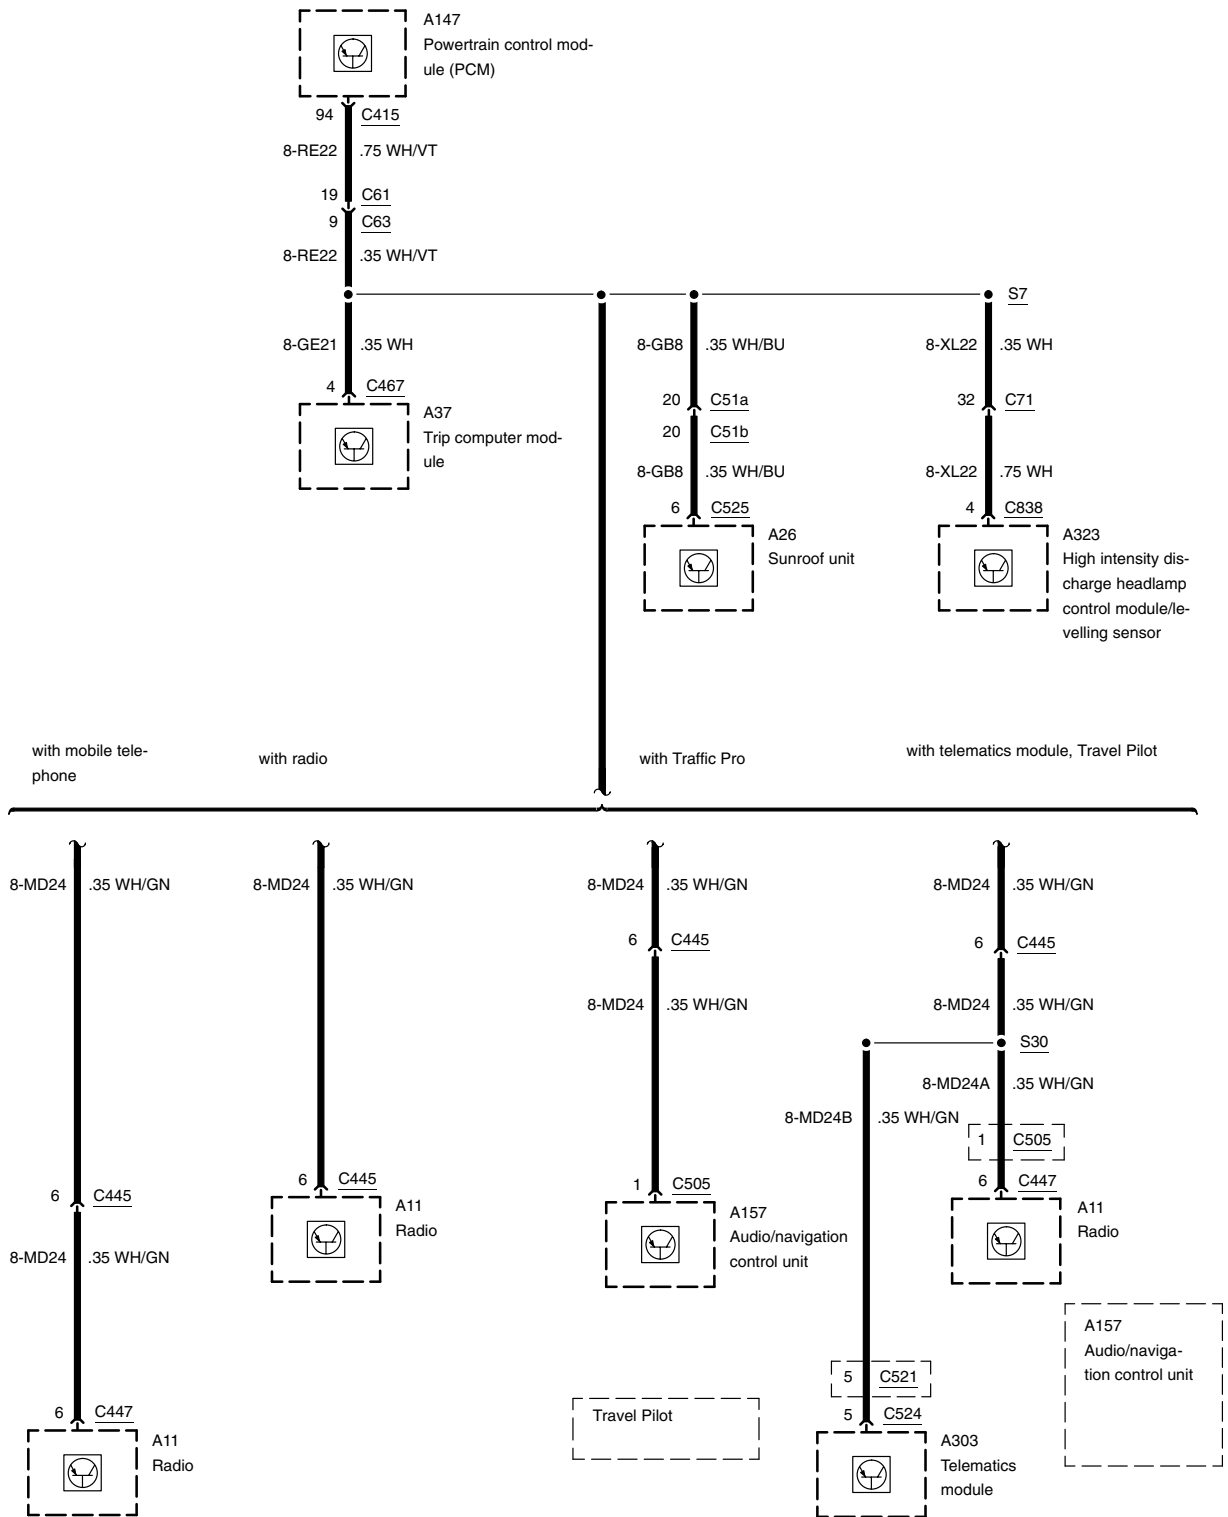 A147
Powertrain control mod-
ule (PCM)
94 C415
8-RE22 .75 WH/VT
19 C61
9 C63
8-RE22 .35 WH/VT
S7
8-GE21 .35 WH
8-GB8 .35 WH/BU
8-XL22 .35 WH
4 C467
20 C51a
32 C71
A37
Trip computer mod-
ule
20 C51b
8-GB8 .35 WH/BU
8-XL22 .75 WH
6 C525
4 C838
A26
Sunroof unit
A323
High intensity dis-
charge headlamp
control module/le-
velling sensor
with mobile tele-
phone
with radio
with Traffic Pro
with telematics module, Travel Pilot
8-MD24 .35 WH/GN
8-MD24 .35 WH/GN
8-MD24 .35 WH/GN
8-MD24 .35 WH/GN
6 C445
6 C445
8-MD24 .35 WH/GN
8-MD24 .35 WH/GN
S30
8-MD24A .35 WH/GN
8-MD24B .35 WH/GN
1 C505
6 C445
6 C445
1 C505
6 C447
A11
Radio
A157
Audio/navigation
control unit
A11
Radio
8-MD24 .35 WH/GN
A157
Audio/naviga-
tion control unit
5 C521
6 C447
Travel Pilot
5 C524
A11
Radio
A303
Telematics
module